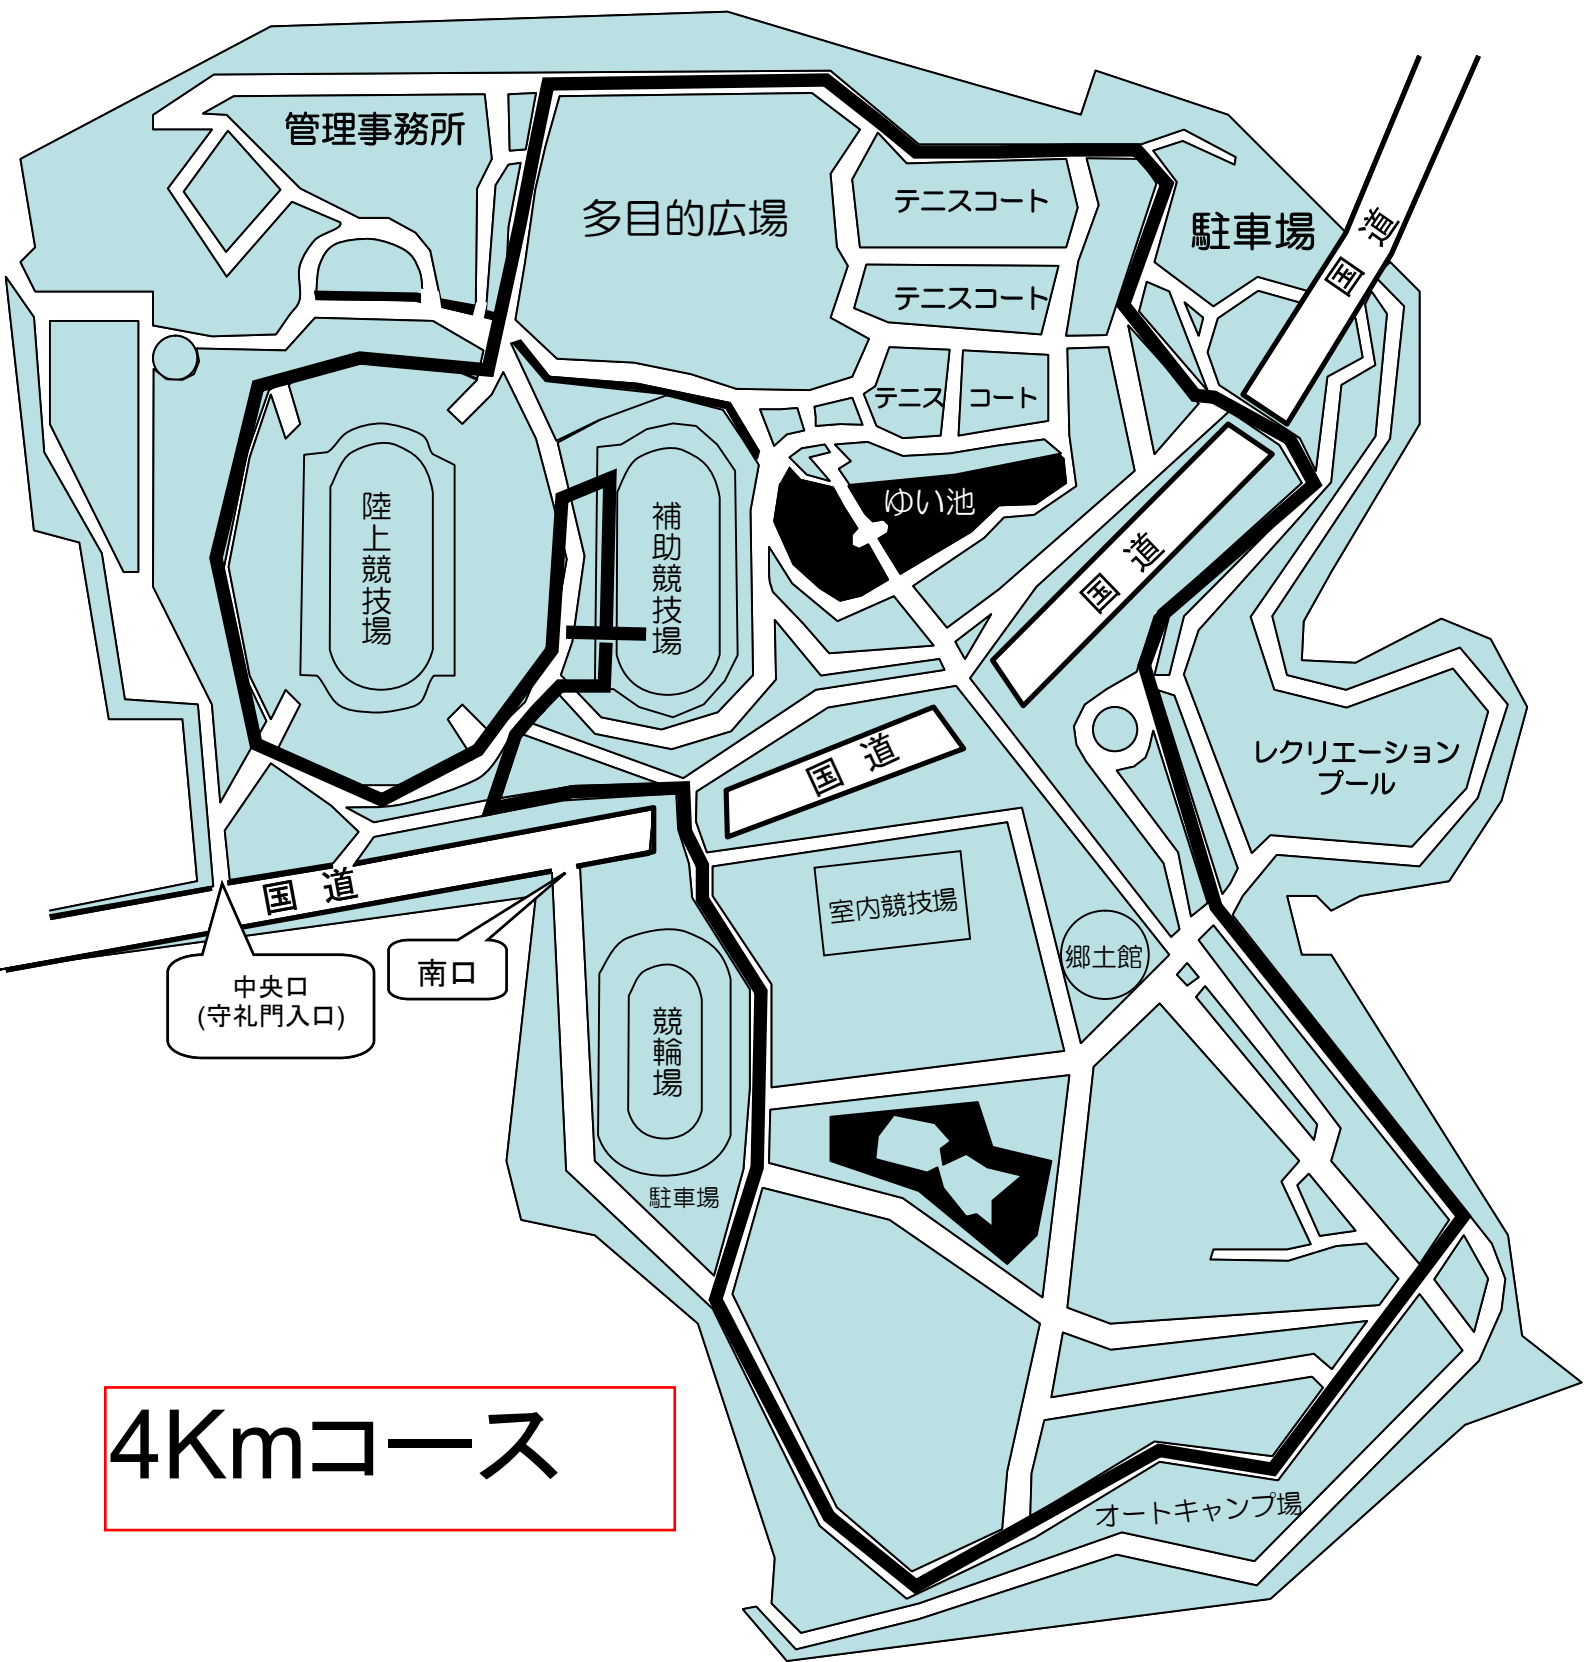 管理事務所
多目的広場
テニスコート
駐車場
国道
テニスコート
テニス
コート
ゆい池
陸上競技場
補助競技場
国道
国道
レクリエーション
プール
国道
室内競技場
郷土館
中央口
(守礼門入口)
南口
競輪場
駐車場
4Kmコース
オートキャンプ場